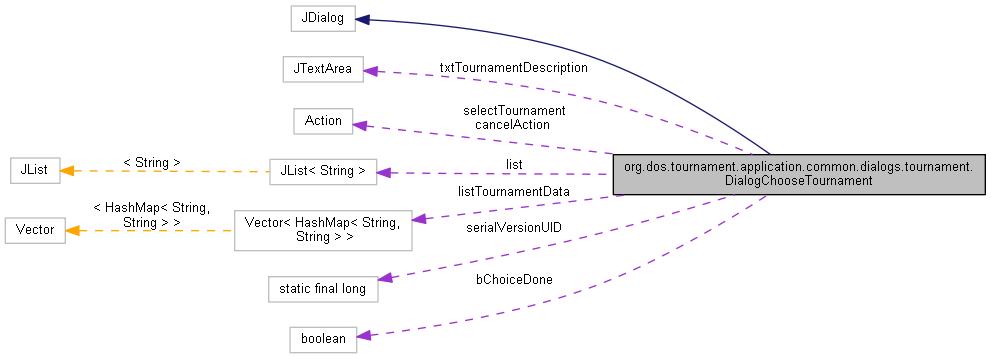 JDialog
JTextArea
txtTournamentDescription
Action
selectTournament
cancelAction
org.dos.tournament.application.common.dialogs.tournament.
DialogChooseTournament
JList
< String >
JList< String >
list
Vector
< HashMap< String,
String > >
Vector< HashMap< String,
String > >
listTournamentData
static final long
serialVersionUID
boolean
bChoiceDone